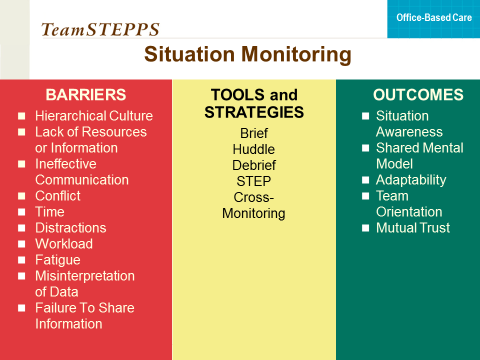 TeamSTEPPS
Office-Based Care
Situation Monitoring
BARRIERS
Hierarchical Culture
Lack of Resources
or Information
Ineffective
Communication
Conflict
Time
Distractions
Workload
Fatigue
Misinterpretation
of Data
Failure To Share
Information
TOOLS and
STRATEGIES
Brief
Huddle
Debrief
STEP
Cross-
Monitoring
OUTCOMES
Situation
Awareness
Shared Mental
Model
Adaptability
Team
Orientation
Mutual Trust